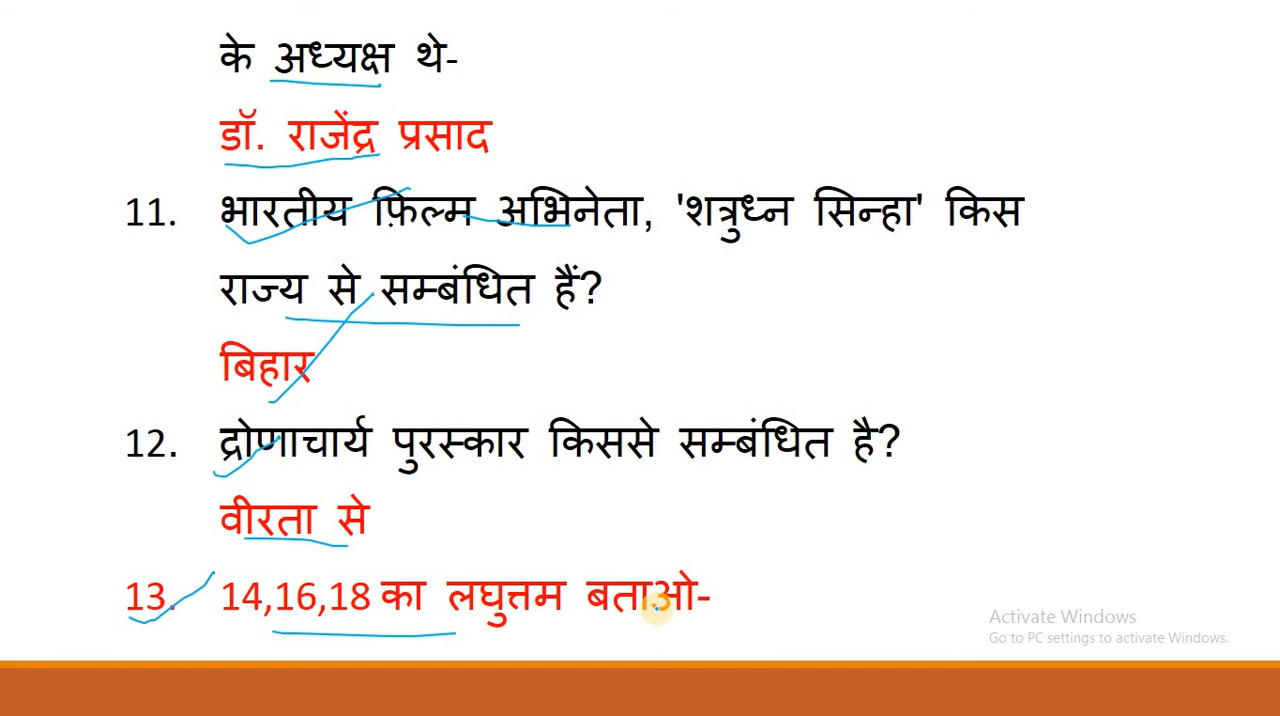 के अध्यक्ष थे-
डॉ. राजेंद्र प्रसाद
11. भारतीय फ़िल्म अभिनेता, 'शत्रुध्न सिन्हा' किस
राज्य से सम्बंधित हैं?
बिहार
12. द्रोणाचार्य पुरस्कार किससे सम्बंधित है?
वीरता से
13. 14,16,18 का लघुत्तम बताओ-
Activate Windows
Go to PC settings to activate Windows.